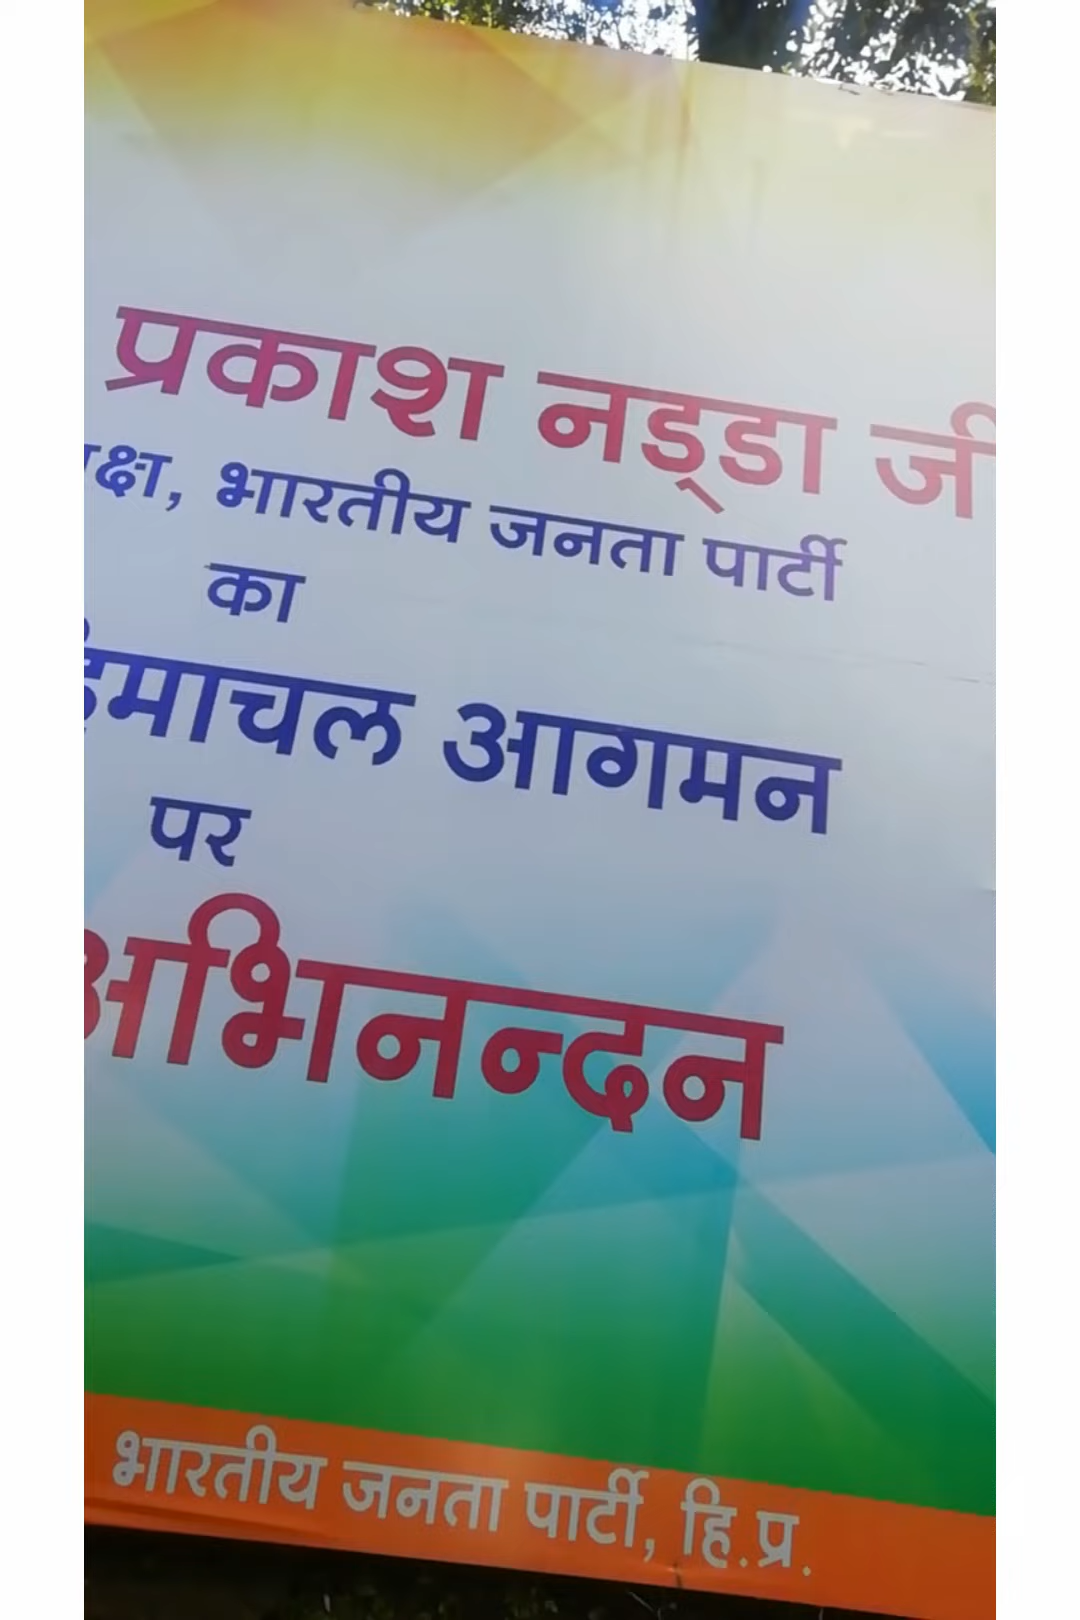 प्रकाश नड्डा जी
भारतीय जनता पार्टी
का
हिमाचल आगमन
पर
अभिनन्दन
भारतीय जनता पार्टी, हि.प्र.